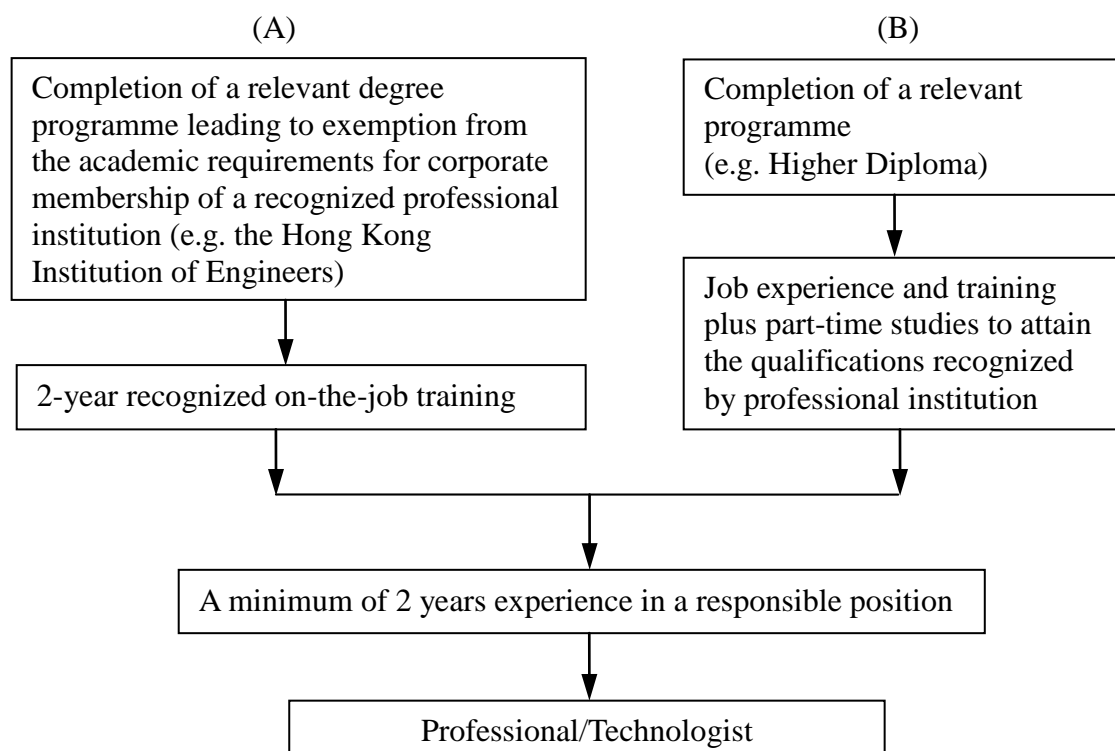 (A)
Completion of a relevant degree
programme leading to exemption from
the academic requirements for corporate
membership of a recognized professional
institution (e.g. the Hong Kong
Institution of Engineers)
2-year recognized on-the-job training
(B)
Completion of a relevant
programme
(e.g. Higher Diploma)
Job experience and training
plus part-time studies to attain
the qualifications recognized
by professional institution
A minimum of 2 years experience in a responsible position
Professional/Technologist